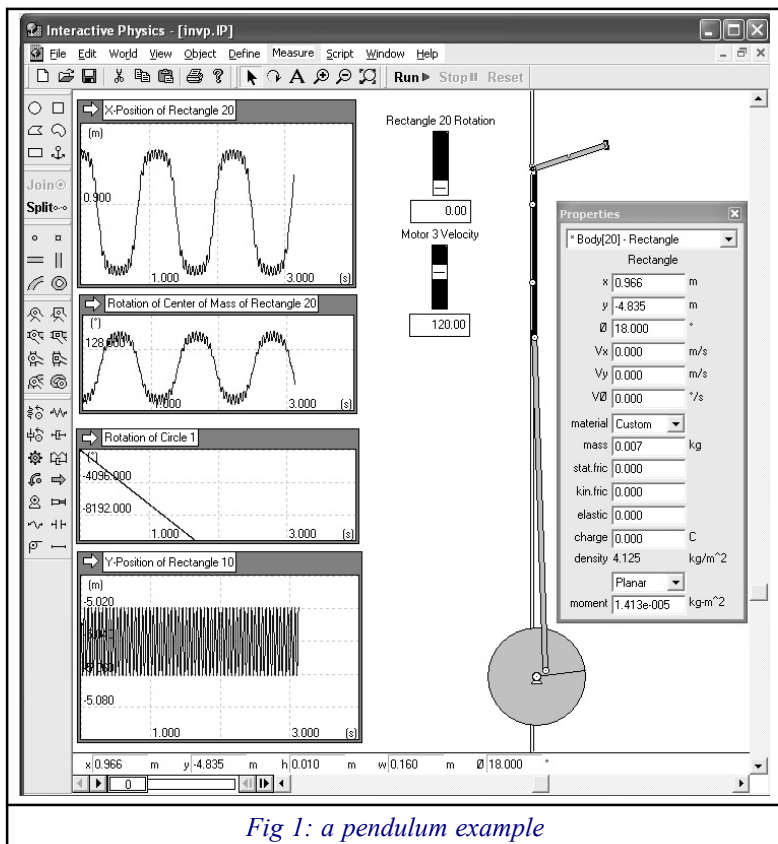 Interactive Physics - [invp.IP]
File Edit World View Object Define Measure Script Window Help
A Run Stop Reset
X-Position of Rectangle 20
(m)
0.900
1.000 3.000 (s)
Join
Split
Rotation of Center of Mass of Rectangle 20
(°)
3.000 (s)
Rotation of Circle 1
(°)
-4096.000
-8192.000
1.000 3.000 (s)
Y-Position of Rectangle 10
(m)
-5.020
-5.080
1.000 3.000 (s)
Rectangle 20 Rotation
0.00
Motor 3 Velocity
120.00
Properties
* Body[20] - Rectangle
Rectangle
x 0.966 m
y -4.835 m
Ø 18.000 °
Vx 0.000 m/s
Vy 0.000 m/s
VØ 0.000 °/s
material Custom
mass 0.007 kg
stat.fric 0.000
kin.fric 0.000
elastic 0.000
charge 0.000 C
density 4.125 kg/m^2
Planar
moment 1.413e-005 kg-m^2
x 0.966 m y -4.835 m h 0.010 m w 0.160 m Ø 18.000 °
0
Fig 1: a pendulum example